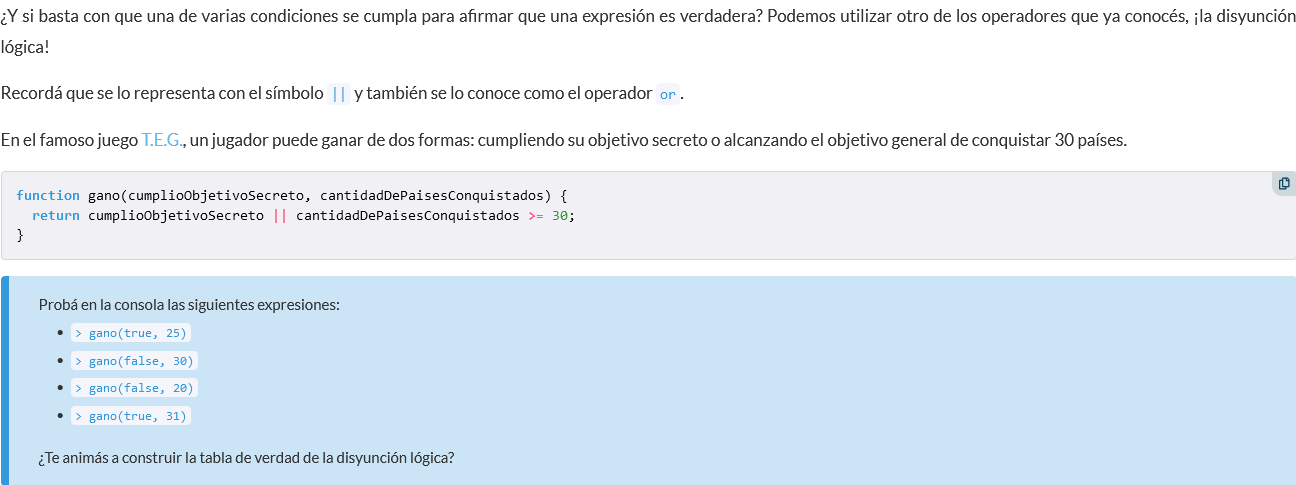 ¿Y si basta con que una de varias condiciones se cumpla para afirmar que una expresión es verdadera? Podemos utilizar otro de los operadores que ya conocés, ¡la disyunción
lógica!
Recordá que se lo representa con el símbolo || y también se lo conoce como el operador or.
En el famoso juego T.E.G., un jugador puede ganar de dos formas: cumpliendo su objetivo secreto o alcanzando el objetivo general de conquistar 30 países.
function gano(cumplioObjetivoSecreto, cantidadDePaisesConquistados) {
  return cumplioObjetivoSecreto || cantidadDePaisesConquistados >= 30;
}
Probá en la consola las siguientes expresiones:
• > gano(true, 25)
• > gano(false, 30)
• > gano(false, 20)
• > gano(true, 31)
¿Te animás a construir la tabla de verdad de la disyunción lógica?